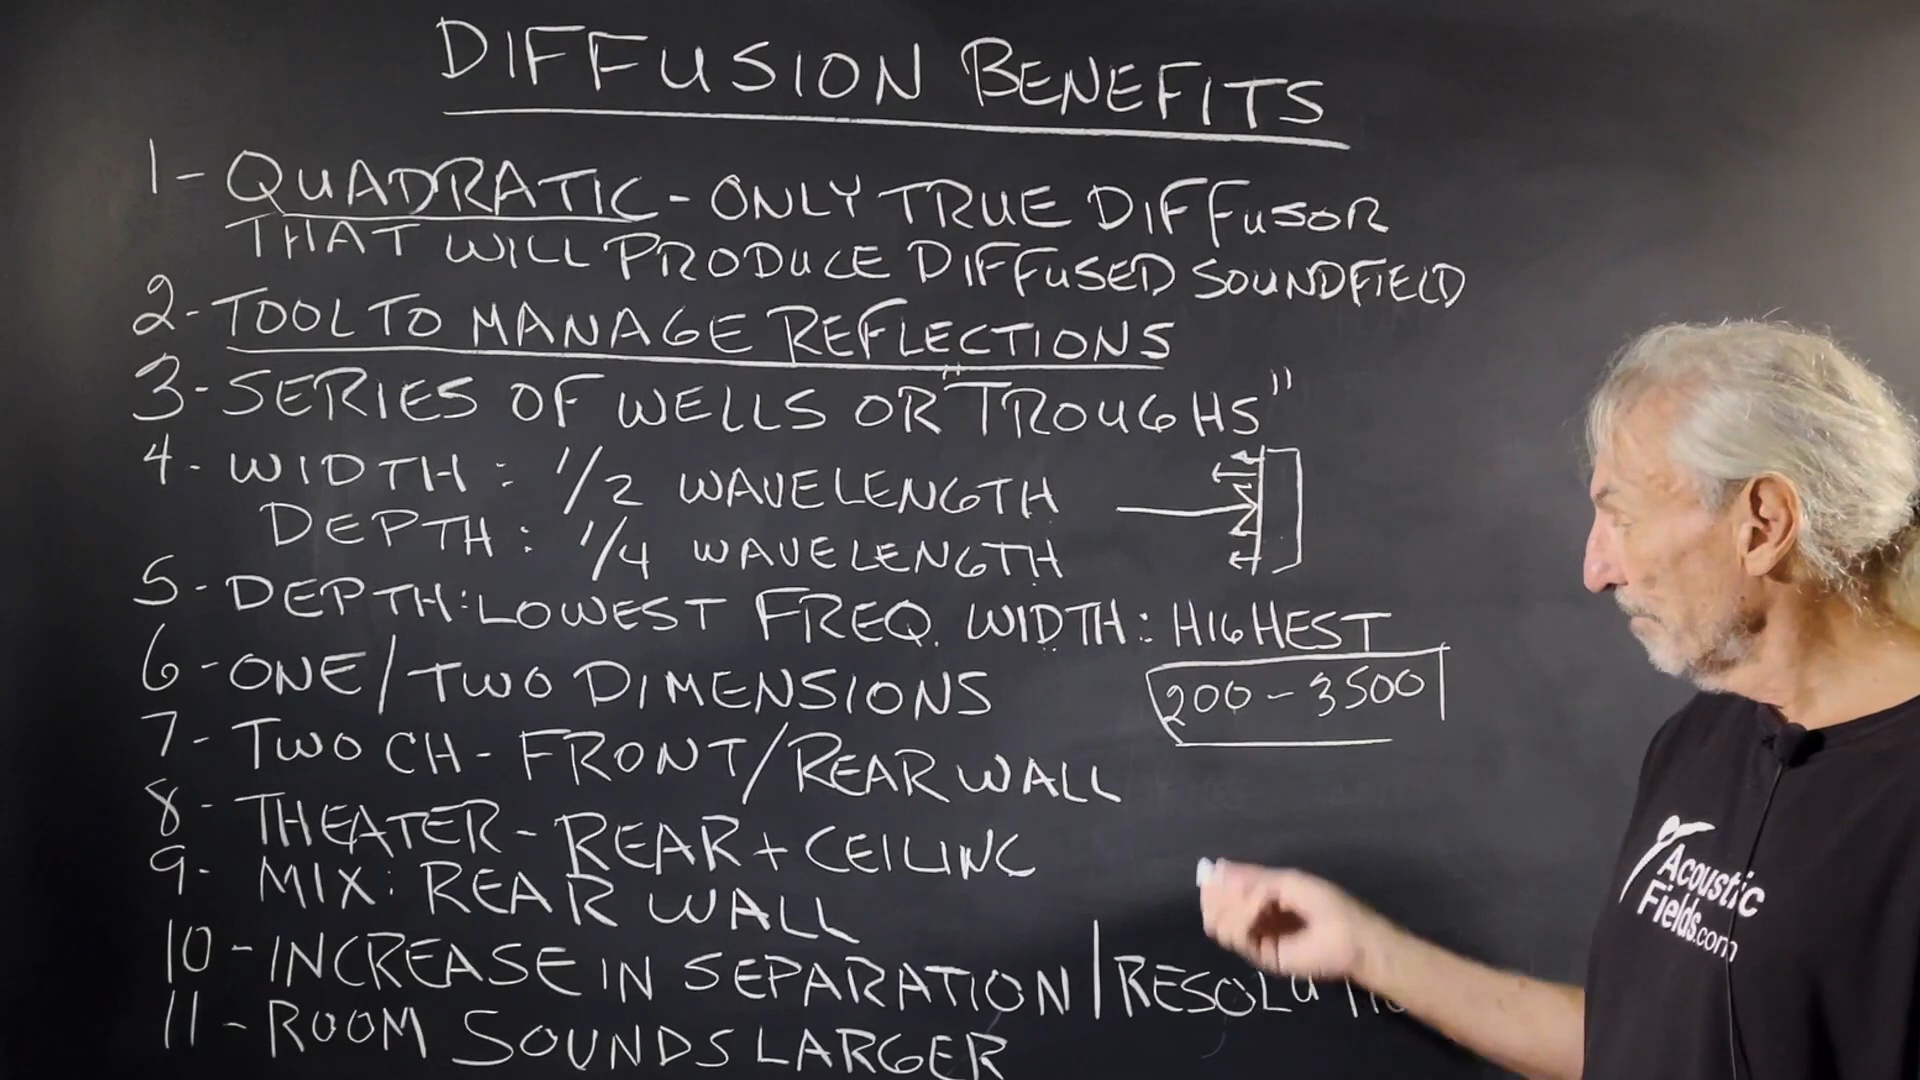 DIFFUSION BENEFITS
1- QUADRATIC - ONLY TRUE DIFFUSOR
THAT WILL PRODUCE DIFFUSED SOUNDFIELD
2- TOOL TO MANAGE REFLECTIONS
3- SERIES OF WELLS OR "TROUGHS"
4- WIDTH: 1/2 WAVELENGTH
DEPTH: 1/4 WAVELENGTH
5- DEPTH: LOWEST FREQ. WIDTH: HIGHEST
200-3500
6- ONE/TWO DIMENSIONS
7- TWO CH- FRONT/REAR WALL
8- THEATER- REAR + CEILING
9- MIX: REAR WALL
10- INCREASE IN SEPARATION/
11- ROOM SOUNDS LARGER
Acoustic
Fields.com